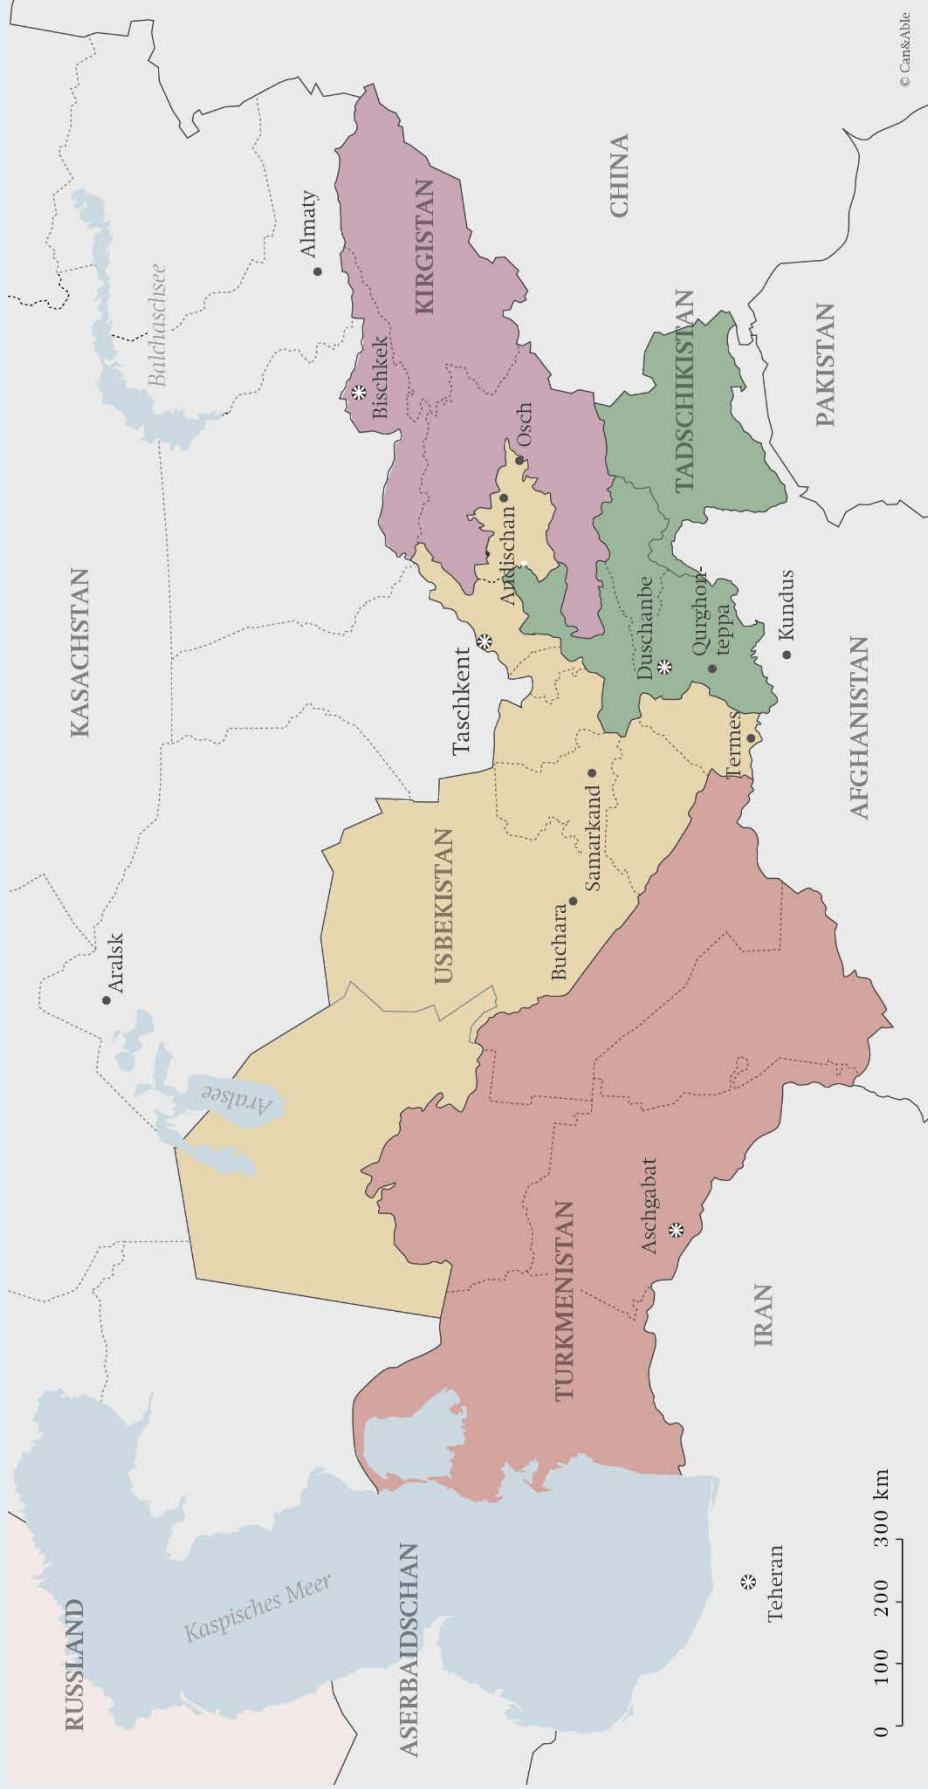 RUSSLAND
KASACHSTAN
Aralsk
Balchaschsee
Kaspisches Meer
Aralsee
Almaty
Bischkek
KIRGISTAN
ASERBAIDSCHAN
USBEKISTAN
Taschkent
Andischan
Osch
TURKMENISTAN
Buchara
Samarkand
CHINA
Aschgabat
Duschanbe
TADSCHIKISTAN
Qurghon-
teppa
Termes
Teheran
IRAN
Kundus
AFGHANISTAN
PAKISTAN
0 100 200 300 km
© Can&Able